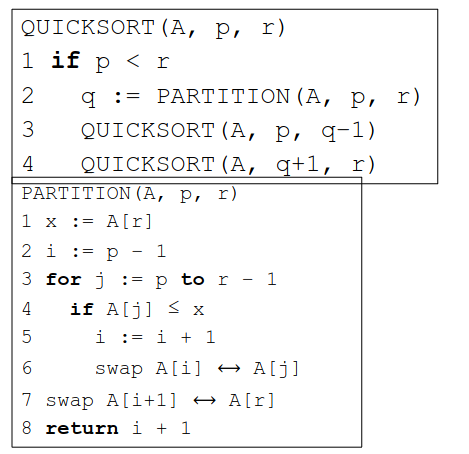 QUICKSORT(A, p, r)
1 if p < r
2   q := PARTITION(A, p, r)
3   QUICKSORT(A, p, q-1)
4   QUICKSORT(A, q+1, r)
PARTITION(A, p, r)
1 x := A[r]
2 i := p - 1
3 for j := p to r - 1
4   if A[j] ≤ x
5     i := i + 1
6     swap A[i] ↔ A[j]
7 swap A[i+1] ↔ A[r]
8 return i + 1